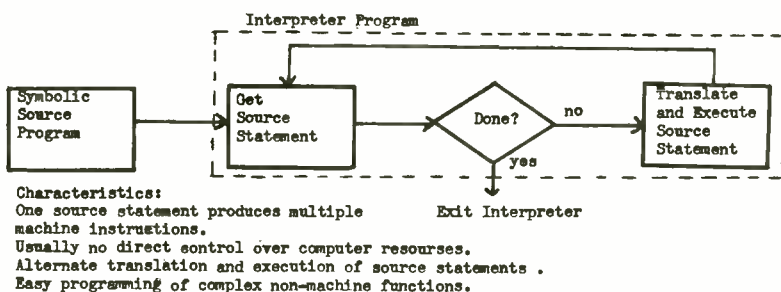 Interpreter Program
Symbolic
Source
Program
Get
Source
Statement
Done?
no
yes
Translate
and Execute
Source
Statement
Exit Interpreter
Characteristics:
One source statement produces multiple
machine instructions.
Usually no direct control over computer resourses.
Alternate translation and execution of source statements .
Easy programming of complex non-machine functions.